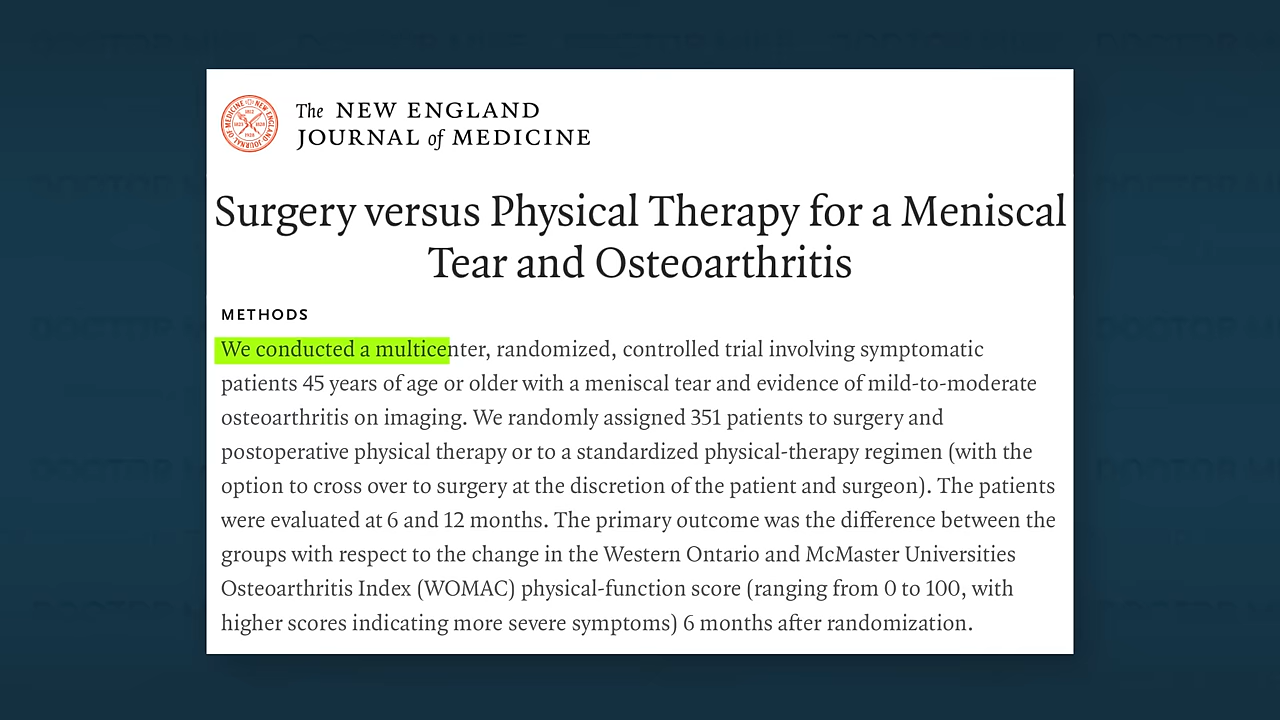 The NEW ENGLAND
JOURNAL of MEDICINE
Surgery versus Physical Therapy for a Meniscal
Tear and Osteoarthritis
METHODS
We conducted a multicenter, randomized, controlled trial involving symptomatic
patients 45 years of age or older with a meniscal tear and evidence of mild-to-moderate
osteoarthritis on imaging. We randomly assigned 351 patients to surgery and
postoperative physical therapy or to a standardized physical-therapy regimen (with the
option to cross over to surgery at the discretion of the patient and surgeon). The patients
were evaluated at 6 and 12 months. The primary outcome was the difference between the
groups with respect to the change in the Western Ontario and McMaster Universities
Osteoarthritis Index (WOMAC) physical-function score (ranging from 0 to 100, with
higher scores indicating more severe symptoms) 6 months after randomization.